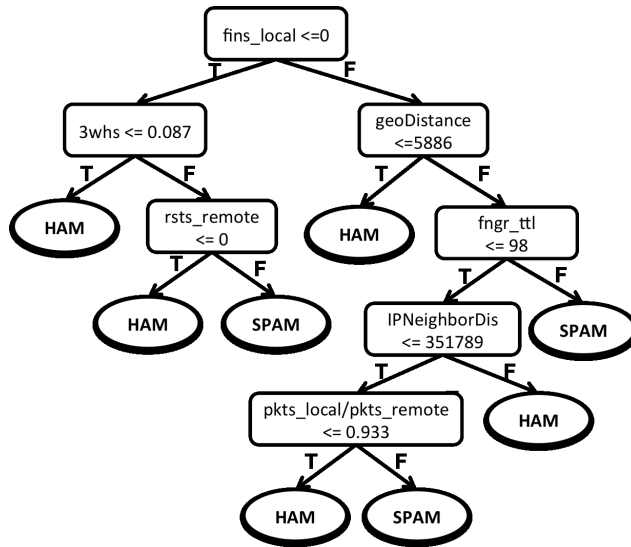 fins_local <=0
T
F
3whs <= 0.087
geoDistance
<=5886
T
F
T
F
HAM
rsts_remote
<= 0
HAM
fngr_ttl
<= 98
T
F
T
F
HAM
SPAM
IPNeighborDis
<= 351789
SPAM
T
F
pkts_local/pkts_remote
<= 0.933
HAM
T
F
HAM
SPAM